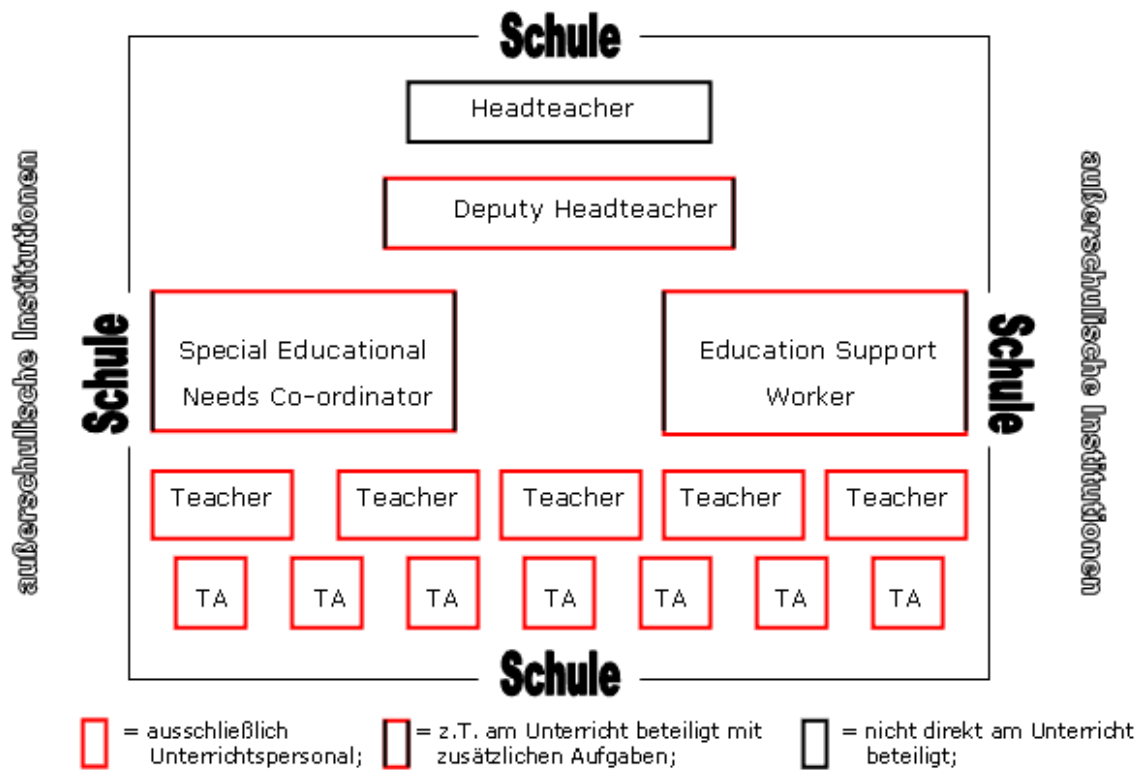 Schule
Headteacher
Deputy Headteacher
außerschulische Institutionen
Schule
Special Educational
Needs Co-ordinator
Education Support
Worker
Schule
außerschulische Institutionen
Teacher Teacher Teacher Teacher Teacher
TA TA TA TA TA TA TA
Schule
= ausschließlich
Unterrichtspersonal;
= z.T. am Unterricht beteiligt mit
zusätzlichen Aufgaben;
= nicht direkt am Unterricht
beteiligt;